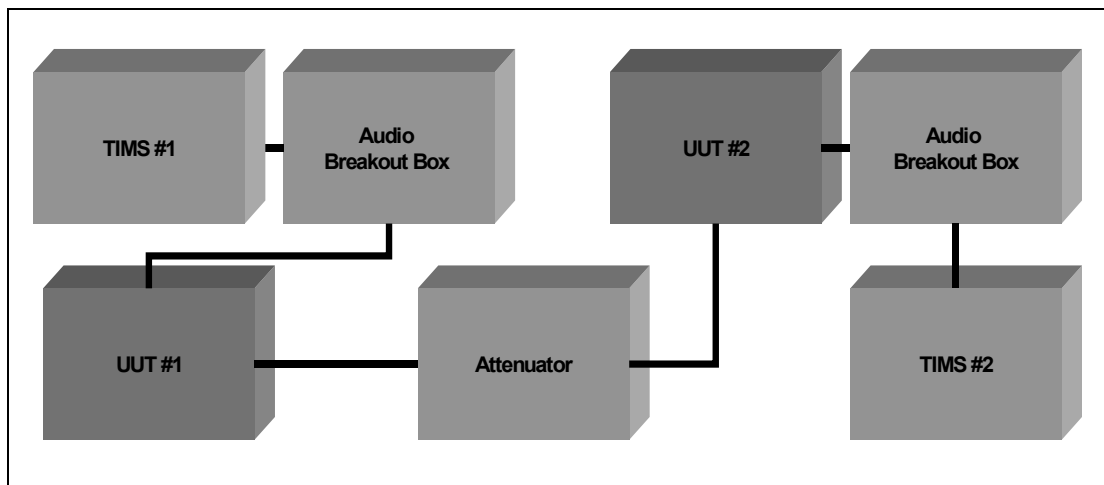 TIMS #1
Audio
Breakout Box
UUT #2
Audio
Breakout Box
UUT #1
Attenuator
TIMS #2